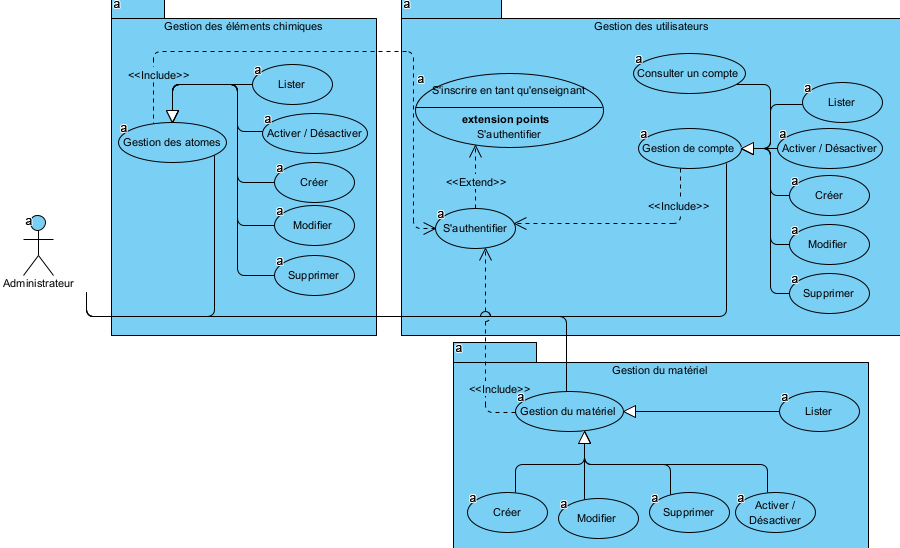 a
Gestion des éléments chimiques
<<Include>>
a
Lister
a
Gestion des atomes
a
Activer / Désactiver
a
Créer
a
Modifier
a
Supprimer
a
Administrateur
a
Gestion des utilisateurs
a
S'inscrire en tant qu'enseignant
extension points
S'authentifier
<<Extend>>
a
S'authentifier
a
Consulter un compte
a
Gestion de compte
<<Include>>
a
Lister
a
Activer / Désactiver
a
Créer
a
Modifier
a
Supprimer
a
Gestion du matériel
<<Include>>
a
Gestion du matériel
a
Lister
a
Créer
a
Modifier
a
Supprimer
a
Activer /
Désactiver